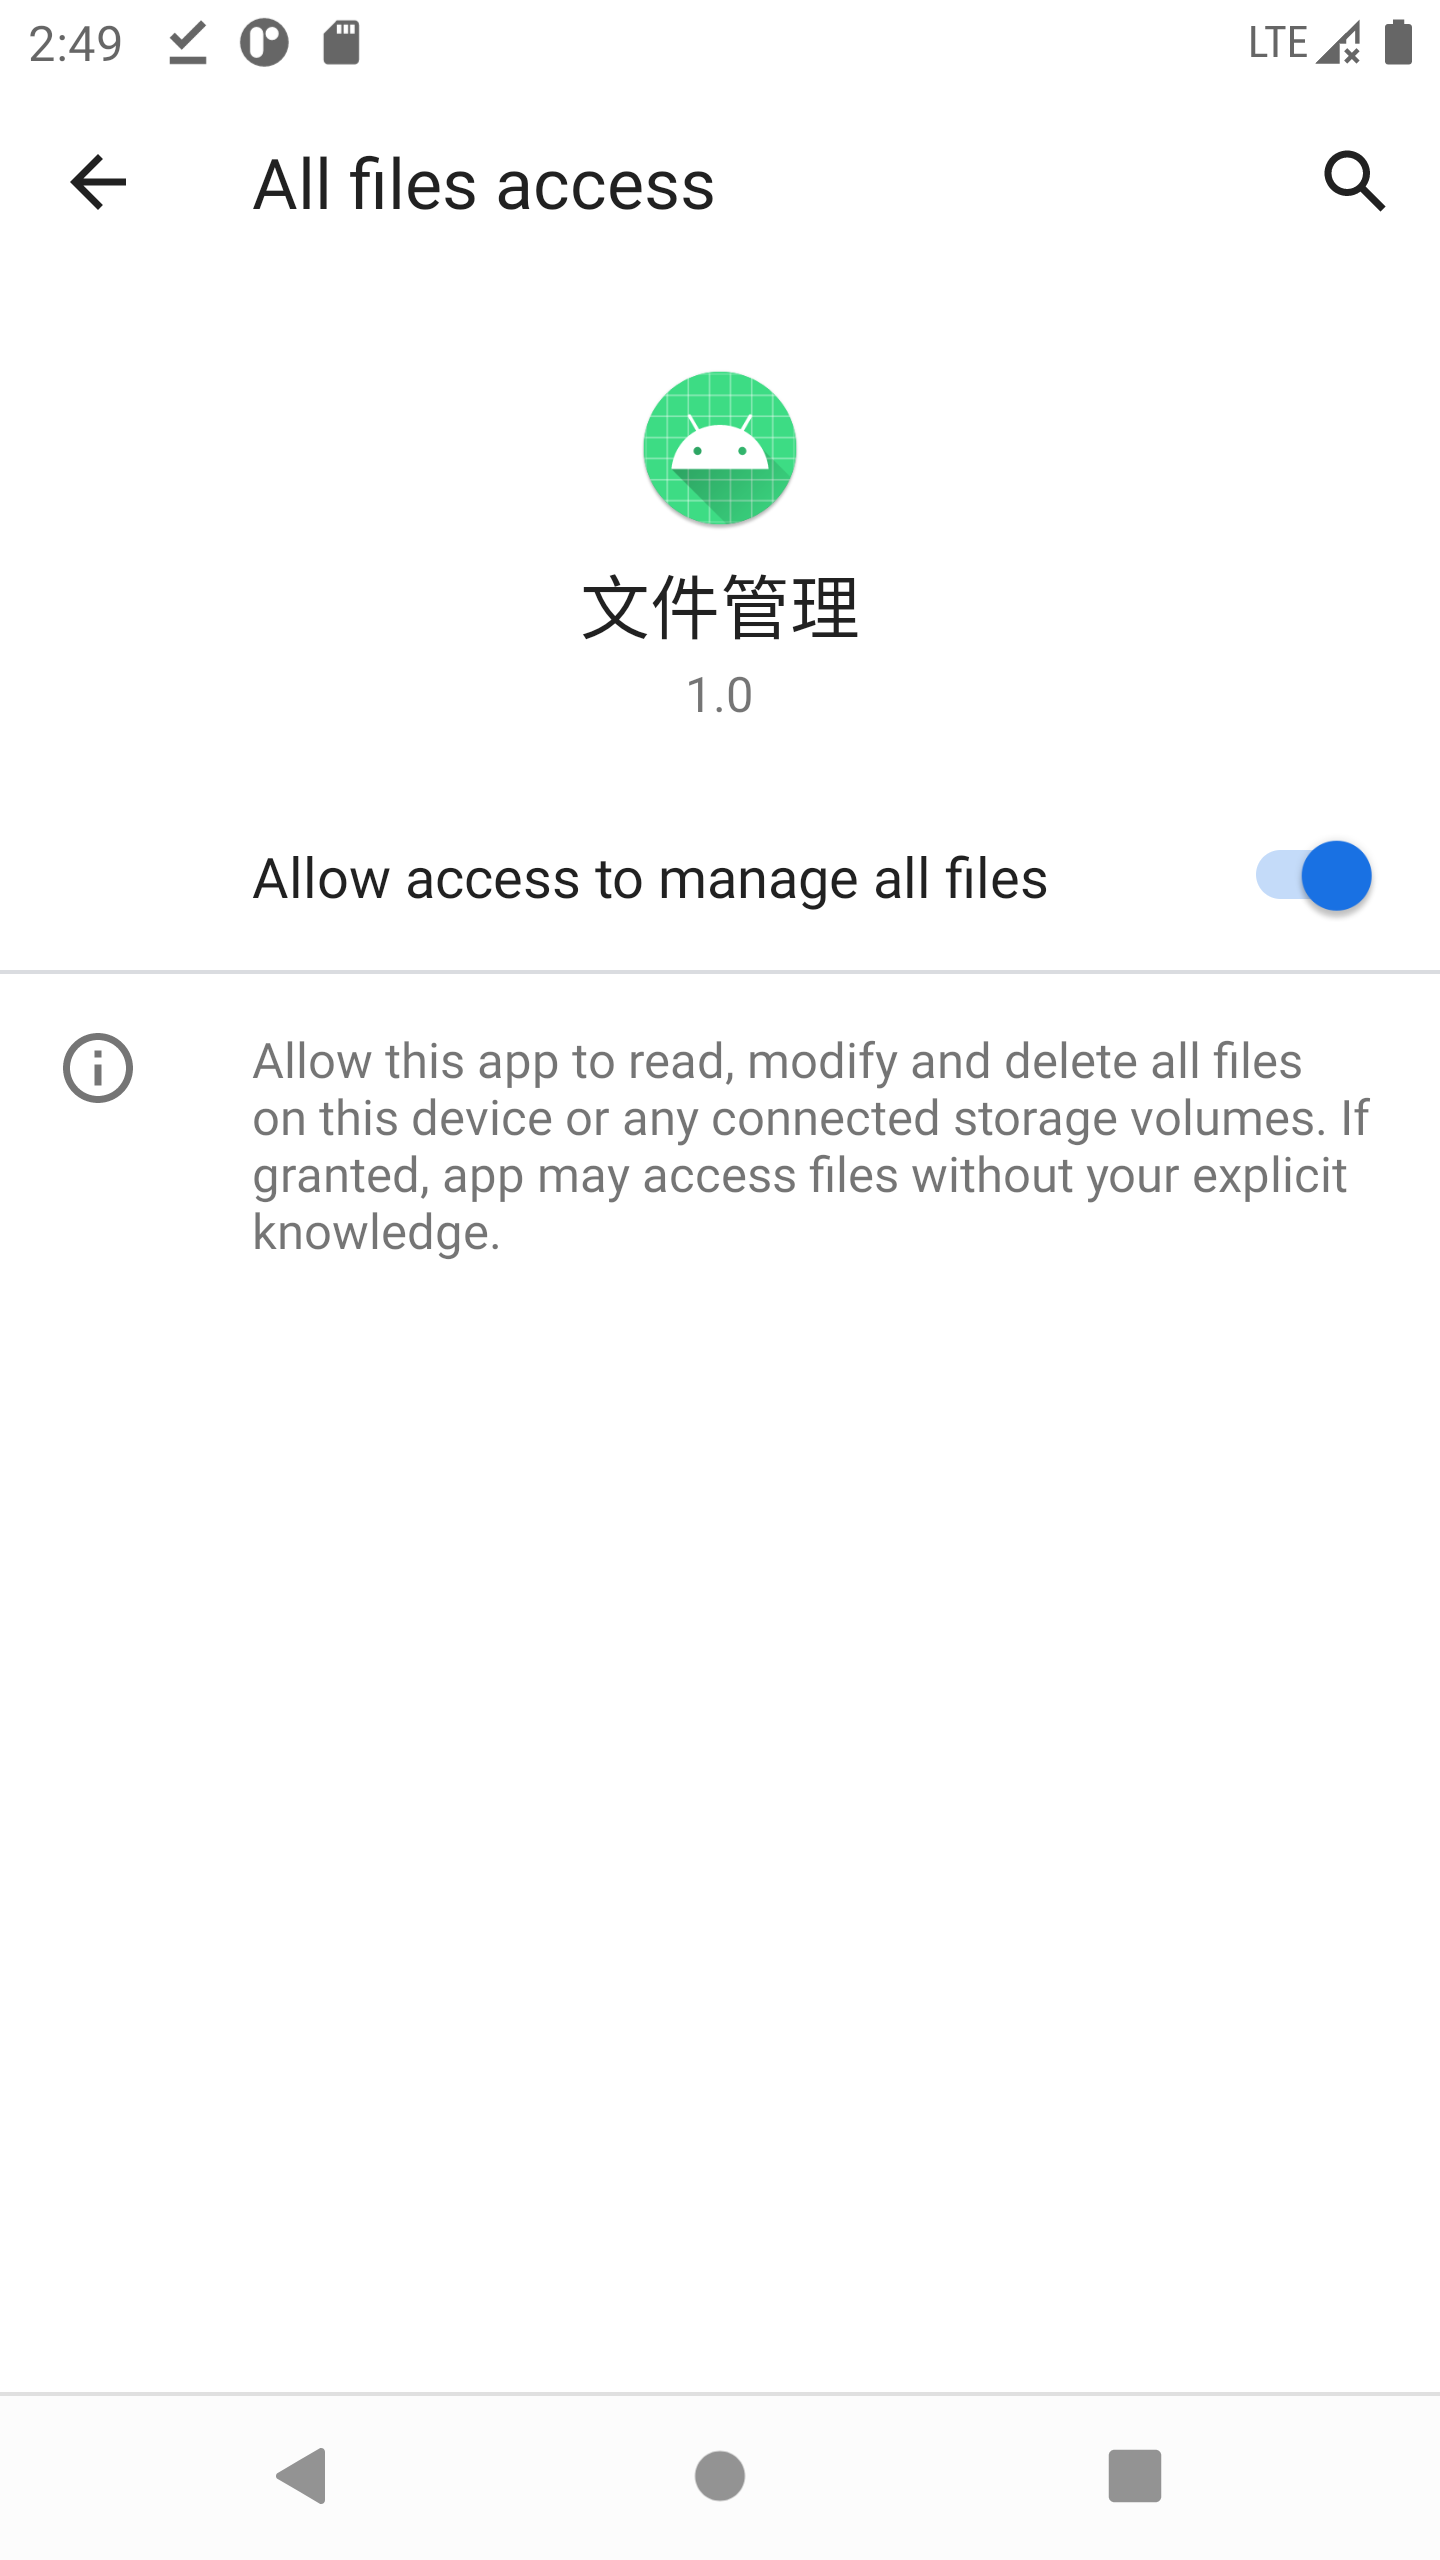 2:49
LTE
All files access
文件管理
1.0
Allow access to manage all files
Allow this app to read, modify and delete all files
on this device or any connected storage volumes. If
granted, app may access files without your explicit
knowledge.